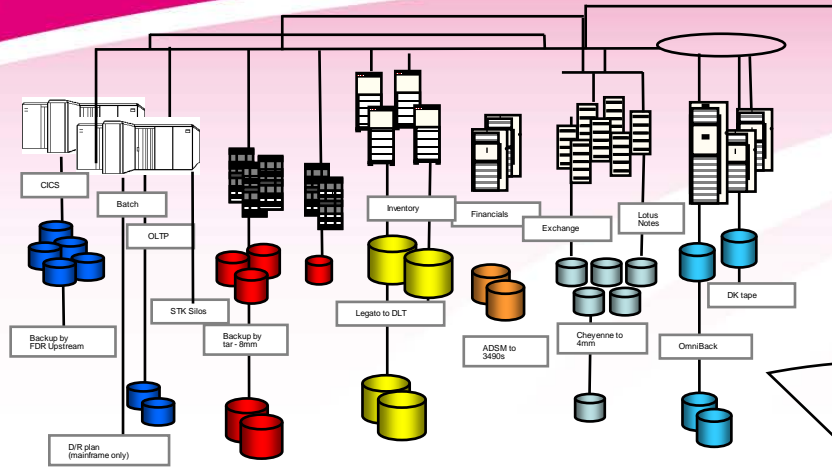 CICS
Batch
OLTP
Inventory
Financials
Exchange
Lotus
Notes
STK Silos
Legato to DLT
DK tape
Backup by
FDR Upstream
Backup by
tar - 8mm
ADSM to
3490s
Cheyenne to
4mm
OmniBack
D/R plan
(mainframe only)